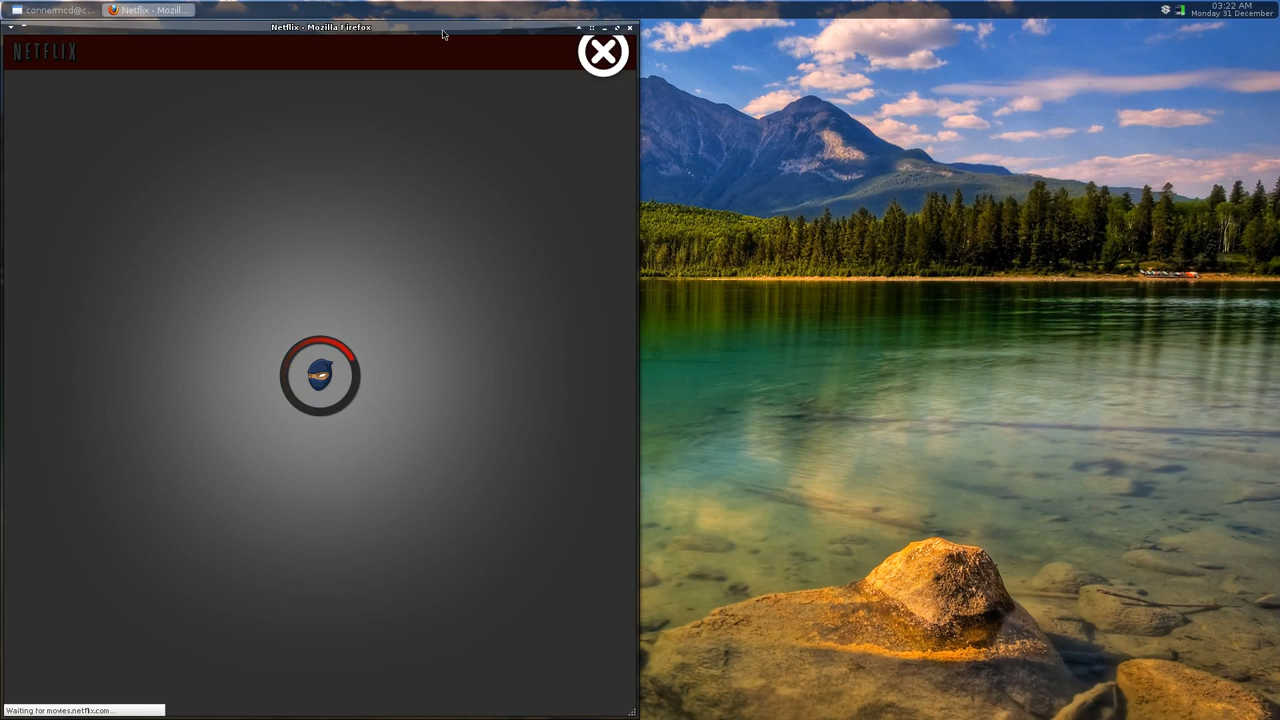 connermcd@c...
Netflix - Mozill...
03:22 AM
Monday 31 December
Netflix - Mozilla Firefox
NETFLIX
Waiting for movies.netflix.com...